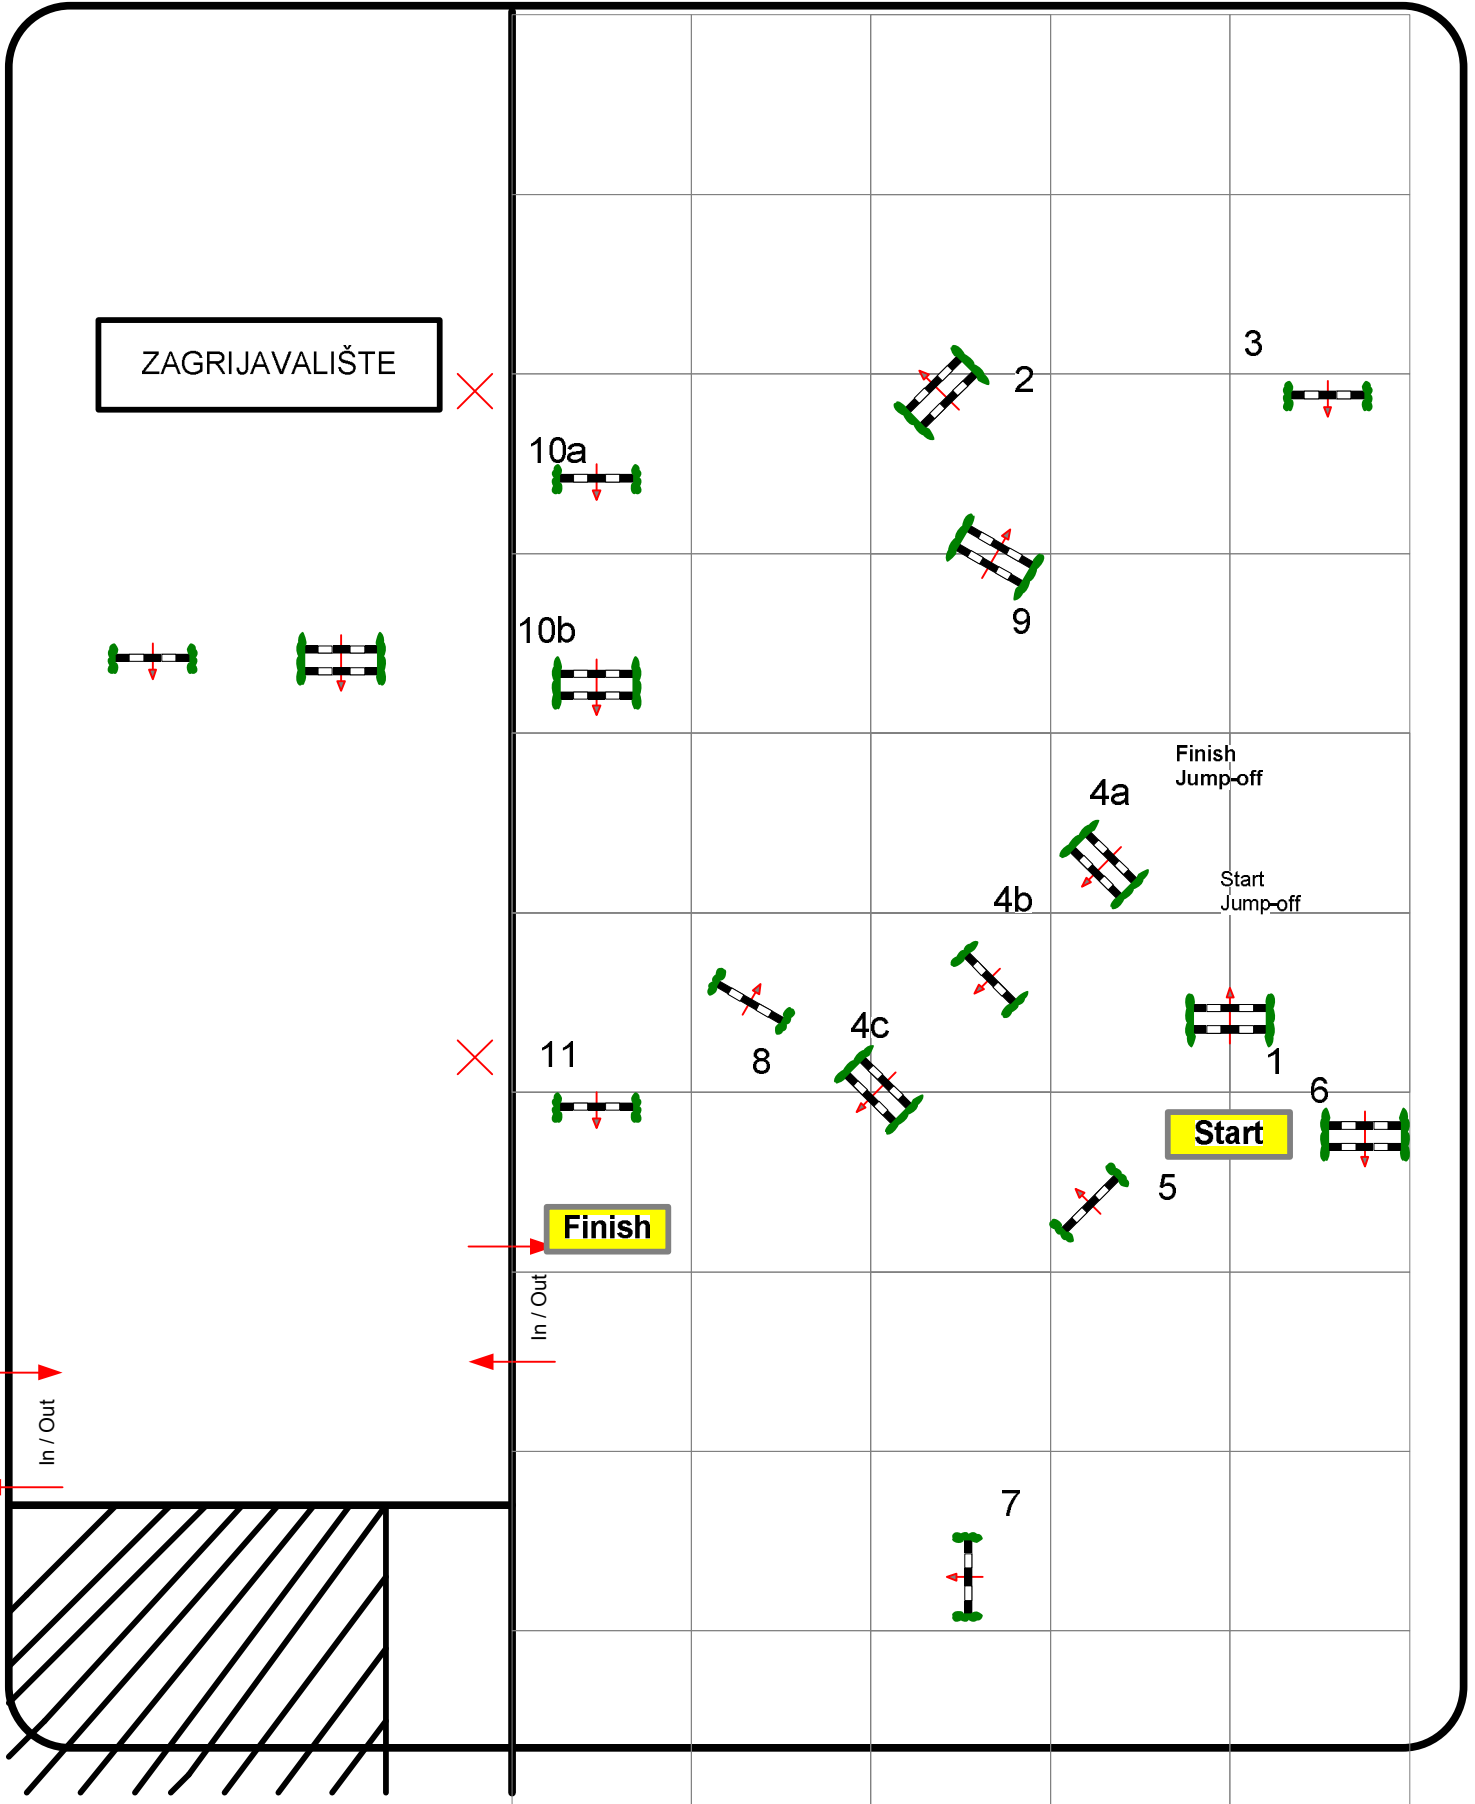 ZAGRIJAVALIŠTE
3
2
10a
9
10b
Finish
Jump-off
4a
Start
Jump-off
4b
4c
11
8
1
6
Start
5
Finish
In / Out
In / Out
7